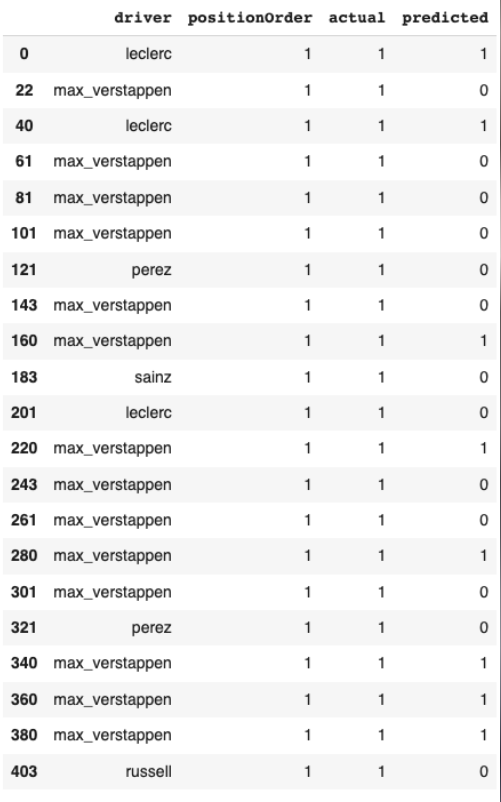 driver positionOrder actual predicted
0 leclerc 1 1 1
22 max_verstappen 1 1 0
40 leclerc 1 1 1
61 max_verstappen 1 1 0
81 max_verstappen 1 1 0
101 max_verstappen 1 1 0
121 perez 1 1 0
143 max_verstappen 1 1 0
160 max_verstappen 1 1 1
183 sainz 1 1 0
201 leclerc 1 1 0
220 max_verstappen 1 1 1
243 max_verstappen 1 1 0
261 max_verstappen 1 1 0
280 max_verstappen 1 1 1
301 max_verstappen 1 1 0
321 perez 1 1 0
340 max_verstappen 1 1 1
360 max_verstappen 1 1 1
380 max_verstappen 1 1 1
403 russell 1 1 0